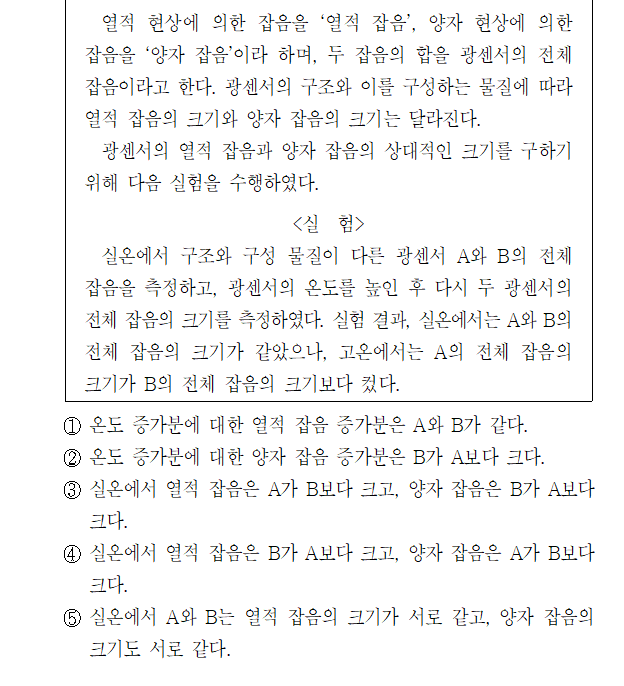 열적 현상에 의한 잡음을 ‘열적 잡음’, 양자 현상에 의한
잡음을 ‘양자 잡음’이라 하며, 두 잡음의 합을 광센서의 전체
잡음이라고 한다. 광센서의 구조와 이를 구성하는 물질에 따라
열적 잡음의 크기와 양자 잡음의 크기는 달라진다.
광센서의 열적 잡음과 양자 잡음의 상대적인 크기를 구하기
위해 다음 실험을 수행하였다.
<실 험>
실온에서 구조와 구성 물질이 다른 광센서 A와 B의 전체
잡음을 측정하고, 광센서의 온도를 높인 후 다시 두 광센서의
전체 잡음의 크기를 측정하였다. 실험 결과, 실온에서는 A와 B의
전체 잡음의 크기가 같았으나, 고온에서는 A의 전체 잡음의
크기가 B의 전체 잡음의 크기보다 컸다.
① 온도 증가분에 대한 열적 잡음 증가분은 A와 B가 같다.
② 온도 증가분에 대한 양자 잡음 증가분은 B가 A보다 크다.
③ 실온에서 열적 잡음은 A가 B보다 크고, 양자 잡음은 B가 A보다
크다.
④ 실온에서 열적 잡음은 B가 A보다 크고, 양자 잡음은 A가 B보다
크다.
⑤ 실온에서 A와 B는 열적 잡음의 크기가 서로 같고, 양자 잡음의
크기도 서로 같다.